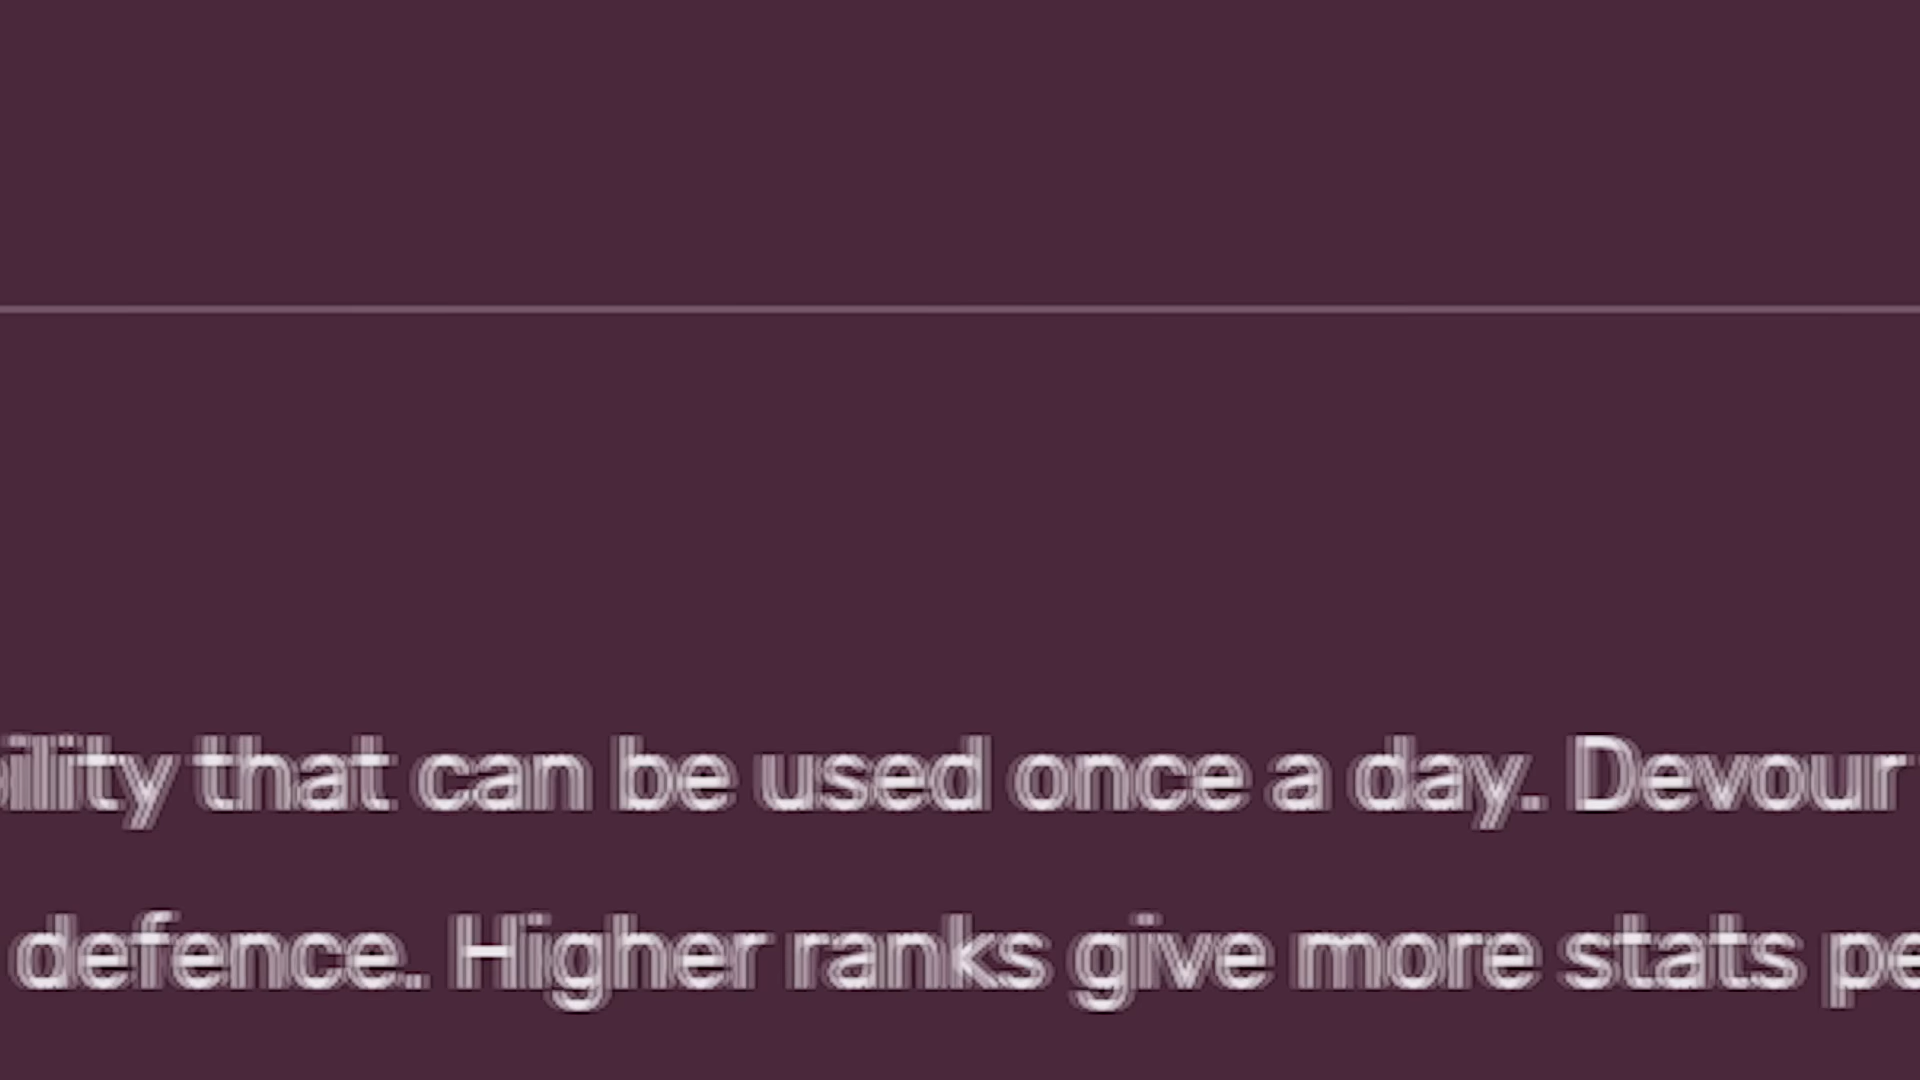 ility that can be used once a day. Devour
defence. Higher ranks give more stats pe